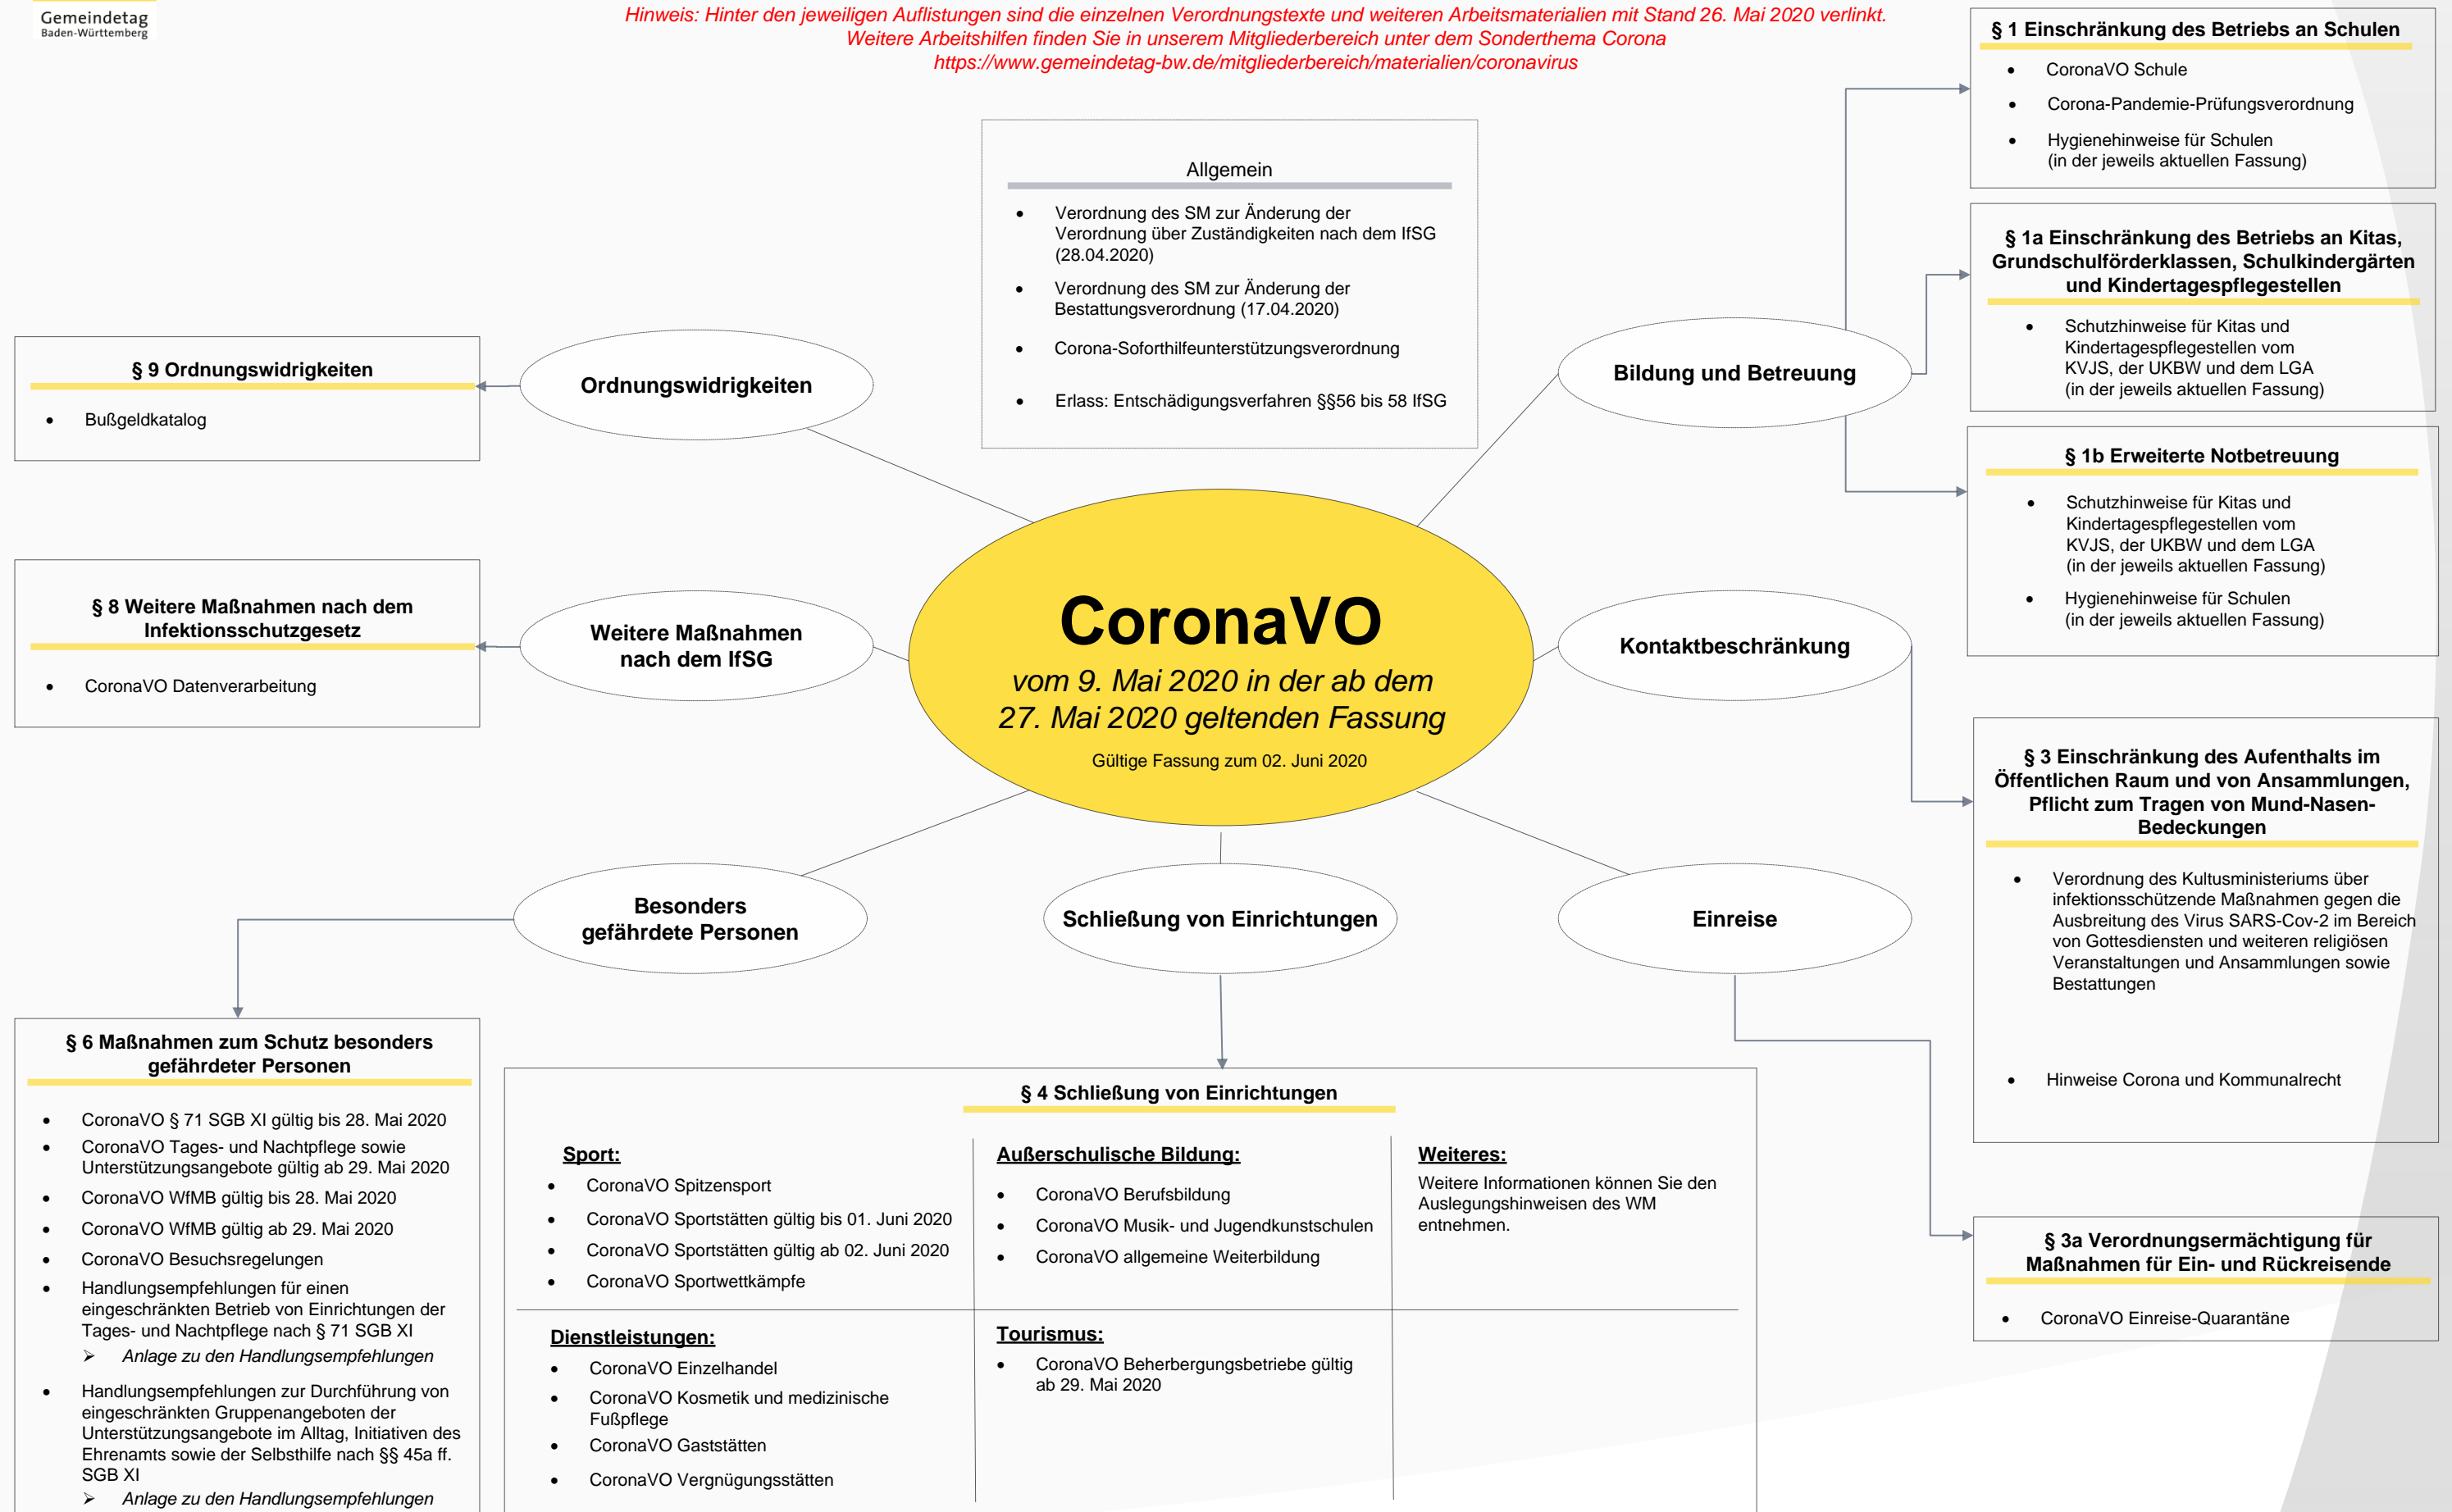 Gemeindetag
Baden-Württemberg
Hinweis: Hinter den jeweiligen Auflistungen sind die einzelnen Verordnungstexte und weiteren Arbeitsmaterialien mit Stand 26. Mai 2020 verlinkt.
Weitere Arbeitshilfen finden Sie in unserem Mitgliederbereich unter dem Sonderthema Corona
https://www.gemeindetag-bw.de/mitgliederbereich/materialien/coronavirus
Allgemein
• Verordnung des SM zur Änderung der
Verordnung über Zuständigkeiten nach dem IfSG
(28.04.2020)
• Verordnung des SM zur Änderung der
Bestattungsverordnung (17.04.2020)
• Corona-Soforthilfeunterstützungsverordnung
• Erlass: Entschädigungsverfahren §§56 bis 58 IfSG
CoronaVO
vom 9. Mai 2020 in der ab dem
27. Mai 2020 geltenden Fassung
Gültige Fassung zum 02. Juni 2020
Bildung und Betreuung
§ 1 Einschränkung des Betriebs an Schulen
• CoronaVO Schule
• Corona-Pandemie-Prüfungsverordnung
• Hygienehinweise für Schulen
(in der jeweils aktuellen Fassung)
§ 1a Einschränkung des Betriebs an Kitas,
Grundschulförderklassen, Schulkindergärten
und Kindertagespflegestellen
• Schutzhinweise für Kitas und
Kindertagespflegestellen vom
KVJS, der UKBW und dem LGA
(in der jeweils aktuellen Fassung)
§ 1b Erweiterte Notbetreuung
• Schutzhinweise für Kitas und
Kindertagespflegestellen vom
KVJS, der UKBW und dem LGA
(in der jeweils aktuellen Fassung)
• Hygienehinweise für Schulen
(in der jeweils aktuellen Fassung)
Kontaktbeschränkung
§ 3 Einschränkung des Aufenthalts im
Öffentlichen Raum und von Ansammlungen,
Pflicht zum Tragen von Mund-Nasen-
Bedeckungen
• Verordnung des Kultusministeriums über
infektionsschützende Maßnahmen gegen die
Ausbreitung des Virus SARS-Cov-2 im Bereich
von Gottesdiensten und weiteren religiösen
Veranstaltungen und Ansammlungen sowie
Bestattungen
• Hinweise Corona und Kommunalrecht
Einreise
§ 3a Verordnungsermächtigung für
Maßnahmen für Ein- und Rückreisende
• CoronaVO Einreise-Quarantäne
Schließung von Einrichtungen
§ 4 Schließung von Einrichtungen
Sport:
• CoronaVO Spitzensport
• CoronaVO Sportstätten gültig bis 01. Juni 2020
• CoronaVO Sportstätten gültig ab 02. Juni 2020
• CoronaVO Sportwettkämpfe
Außerschulische Bildung:
• CoronaVO Berufsbildung
• CoronaVO Musik- und Jugendkunstschulen
• CoronaVO allgemeine Weiterbildung
Weiteres:
Weitere Informationen können Sie den
Auslegungshinweisen des WM
entnehmen.
Dienstleistungen:
• CoronaVO Einzelhandel
• CoronaVO Kosmetik und medizinische
Fußpflege
• CoronaVO Gaststätten
• CoronaVO Vergnügungsstätten
Tourismus:
• CoronaVO Beherbergungsbetriebe gültig
ab 29. Mai 2020
Besonders
gefährdete Personen
§ 6 Maßnahmen zum Schutz besonders
gefährdeter Personen
• CoronaVO § 71 SGB XI gültig bis 28. Mai 2020
• CoronaVO Tages- und Nachtpflege sowie
Unterstützungsangebote gültig ab 29. Mai 2020
• CoronaVO WfMB gültig bis 28. Mai 2020
• CoronaVO WfMB gültig ab 29. Mai 2020
• CoronaVO Besuchsregelungen
• Handlungsempfehlungen für einen
eingeschränkten Betrieb von Einrichtungen der
Tages- und Nachtpflege nach § 71 SGB XI
➢ Anlage zu den Handlungsempfehlungen
• Handlungsempfehlungen zur Durchführung von
eingeschränkten Gruppenangeboten der
Unterstützungsangebote im Alltag, Initiativen des
Ehrenamts sowie der Selbsthilfe nach §§ 45a ff.
SGB XI
➢ Anlage zu den Handlungsempfehlungen
Weitere Maßnahmen
nach dem IfSG
§ 8 Weitere Maßnahmen nach dem
Infektionsschutzgesetz
• CoronaVO Datenverarbeitung
Ordnungswidrigkeiten
§ 9 Ordnungswidrigkeiten
• Bußgeldkatalog